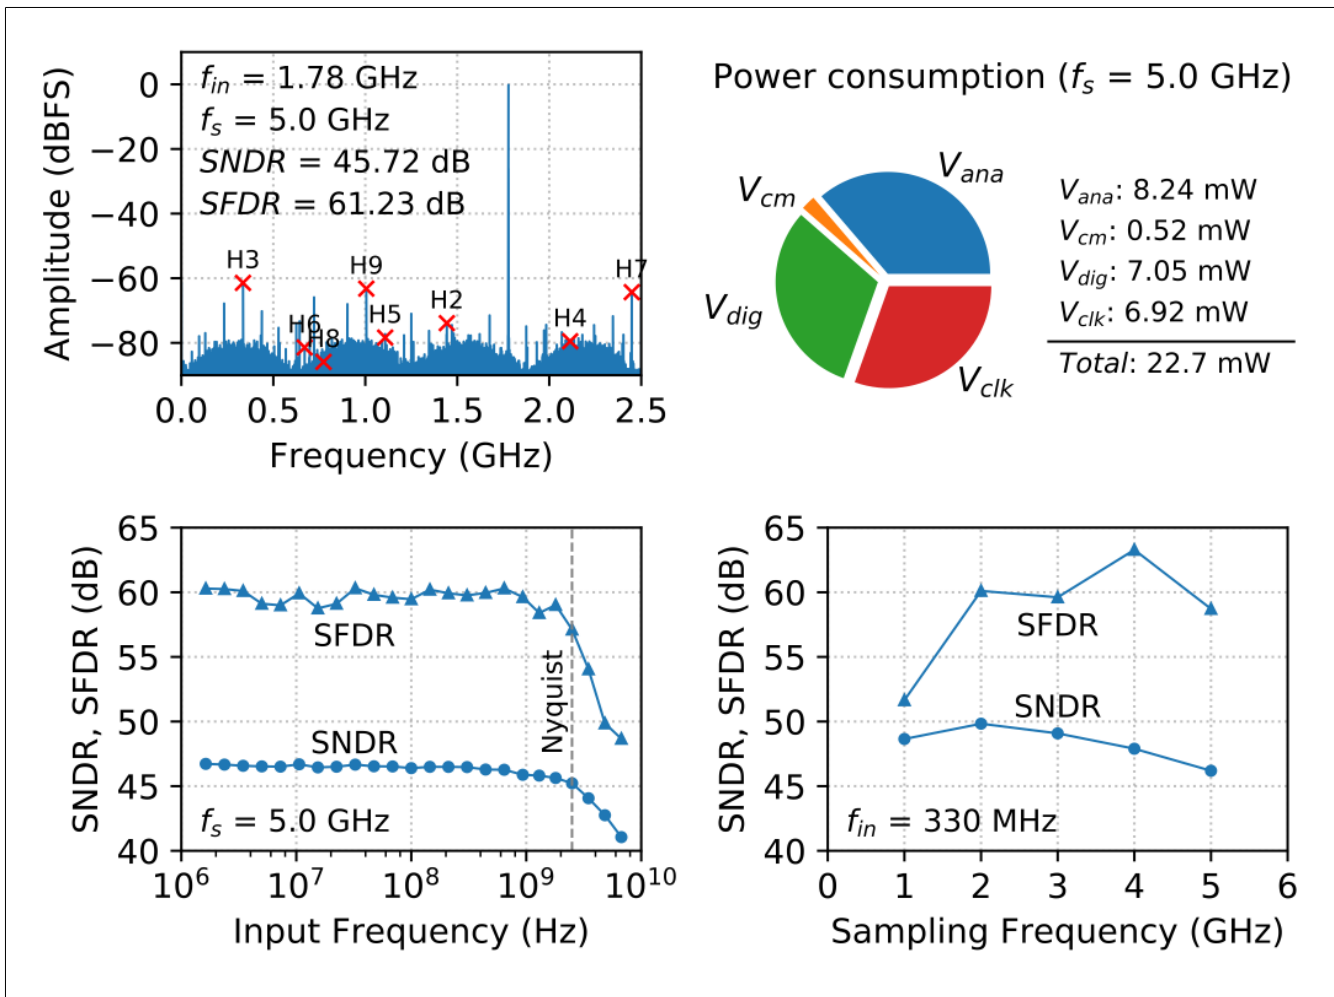 f_in = 1.78 GHz
f_s = 5.0 GHz
SNDR = 45.72 dB
SFDR = 61.23 dB
Amplitude (dBFS)
0
−20
−40
−60
−80
H3
H9
H7
H6
H8
H5
H2
H4
0.0 0.5 1.0 1.5 2.0 2.5
Frequency (GHz)
Power consumption (f_s = 5.0 GHz)
V_ana
V_cm
V_dig
V_clk
V_ana: 8.24 mW
V_cm: 0.52 mW
V_dig: 7.05 mW
V_clk: 6.92 mW
Total: 22.7 mW
SNDR, SFDR (dB)
65
60
55
50
45
40
SFDR
SNDR
Nyquist
f_s = 5.0 GHz
10^6 10^7 10^8 10^9 10^10
Input Frequency (Hz)
SNDR, SFDR (dB)
65
60
55
50
45
40
SFDR
SNDR
f_in = 330 MHz
0 1 2 3 4 5 6
Sampling Frequency (GHz)